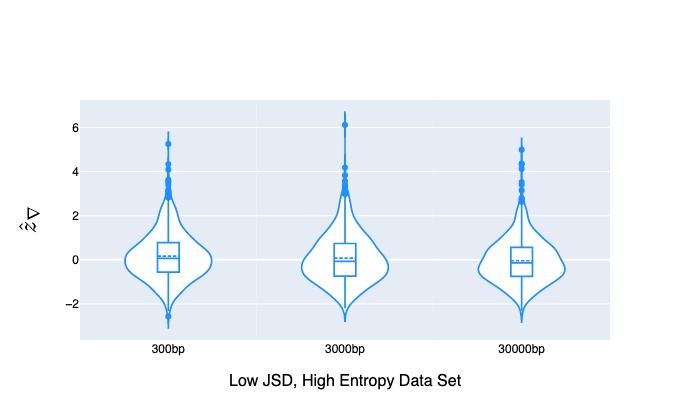 6
4
2
0
−2
ẑ∇
300bp
3000bp
30000bp
Low JSD, High Entropy Data Set